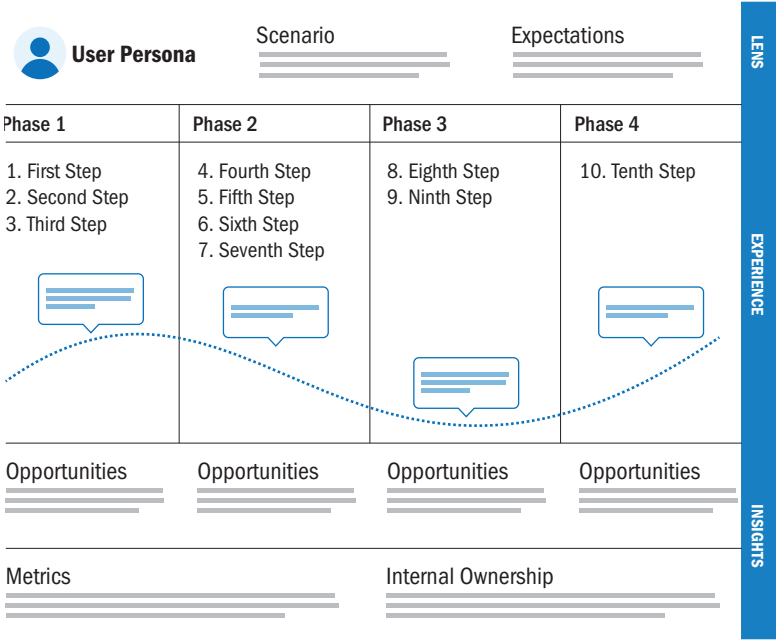 User Persona
Scenario
Expectations
LENS
Phase 1
Phase 2
Phase 3
Phase 4
1. First Step
2. Second Step
3. Third Step
4. Fourth Step
5. Fifth Step
6. Sixth Step
7. Seventh Step
8. Eighth Step
9. Ninth Step
10. Tenth Step
EXPERIENCE
Opportunities
Opportunities
Opportunities
Opportunities
INSIGHTS
Metrics
Internal Ownership